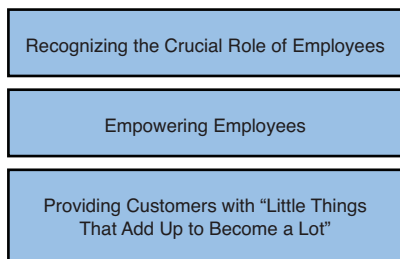 Recognizing the Crucial Role of Employees
Empowering Employees
Providing Customers with “Little Things
That Add Up to Become a Lot”